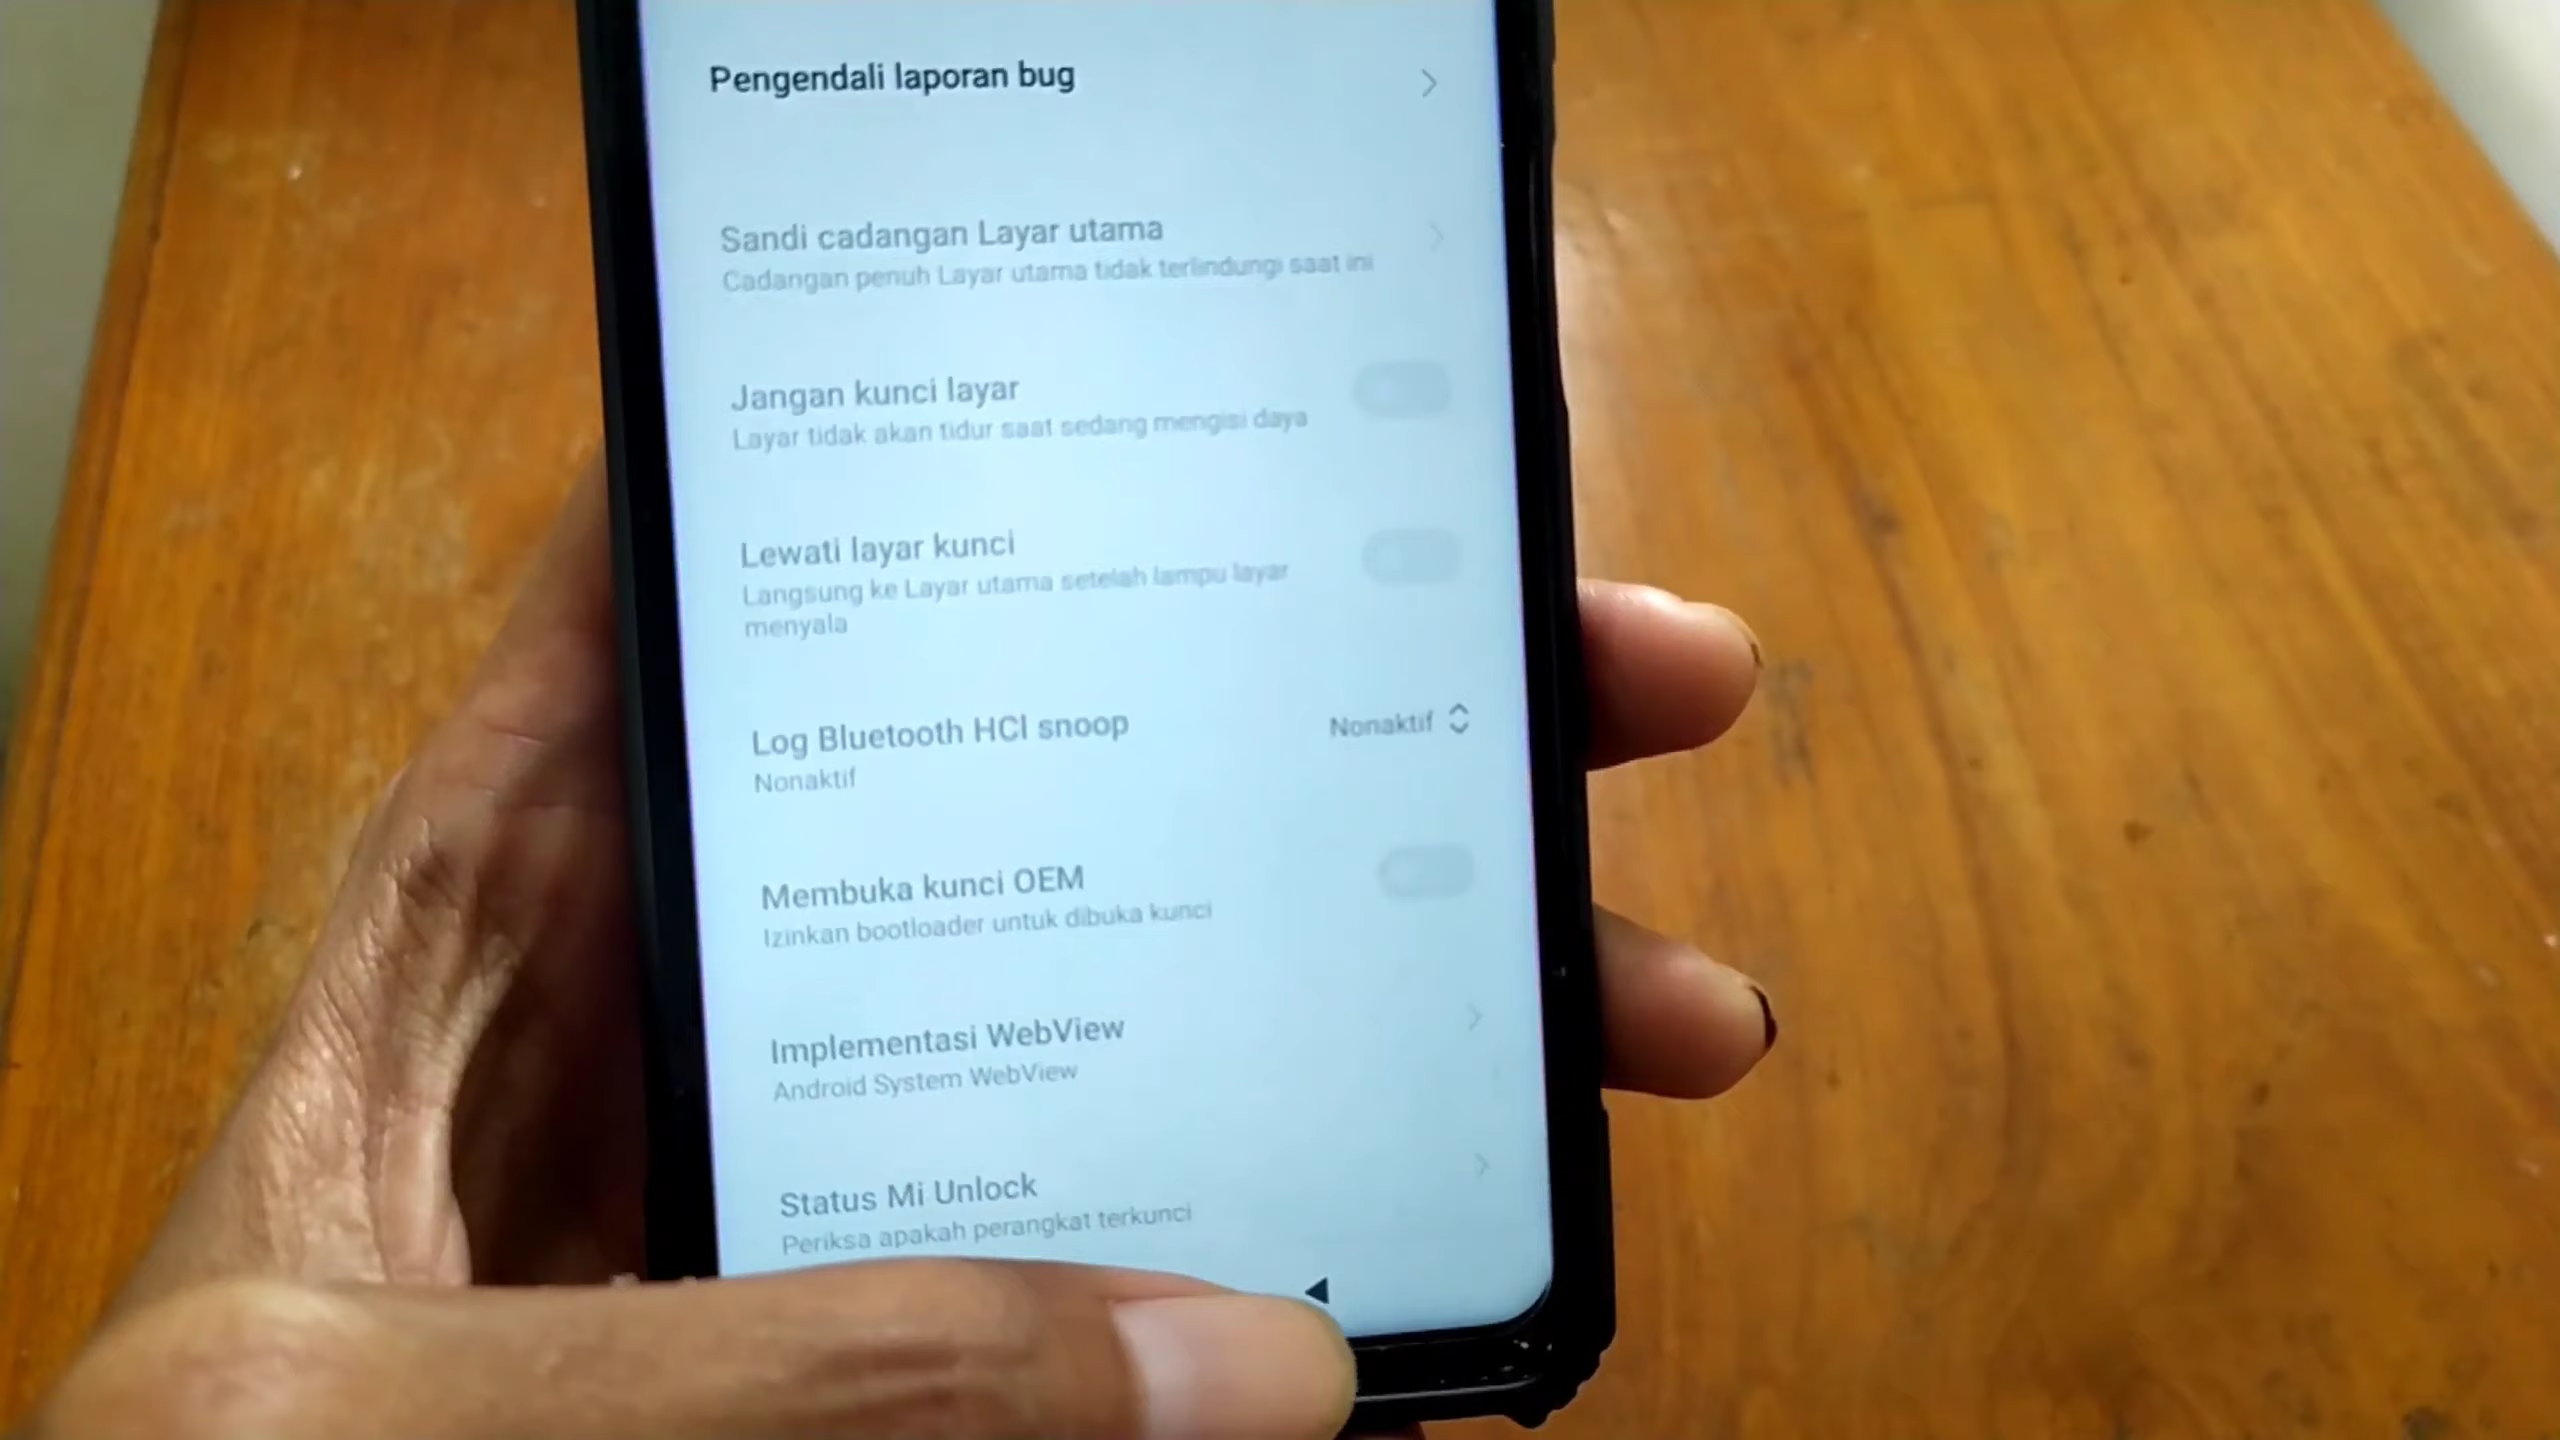 Pengendali laporan bug
Sandi cadangan Layar utama
Cadangan penuh Layar utama tidak terlindungi saat ini
Jangan kunci layar
Layar tidak akan tidur saat sedang mengisi daya
Lewati layar kunci
Langsung ke Layar utama setelah lampu layar
menyala
Log Bluetooth HCI snoop
Nonaktif
Nonaktif
Membuka kunci OEM
Izinkan bootloader untuk dibuka kunci
Implementasi WebView
Android System WebView
Status Mi Unlock
Periksa apakah perangkat terkunci